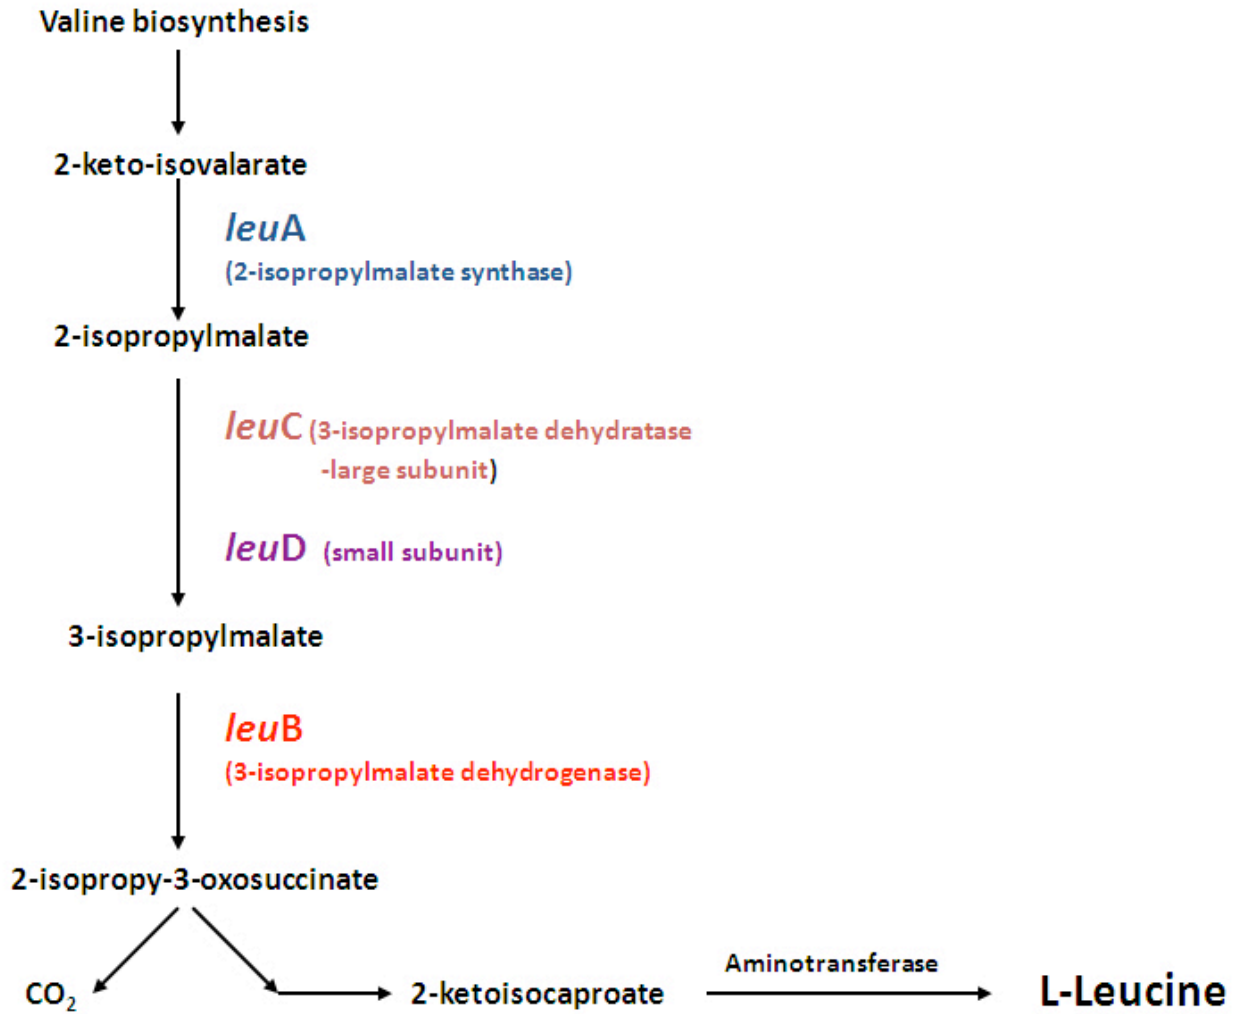 Valine biosynthesis
2-keto-isovalarate
leuA
(2-isopropylmalate synthase)
2-isopropylmalate
leuC (3-isopropylmalate dehydratase
-large subunit)
leuD (small subunit)
3-isopropylmalate
leuB
(3-isopropylmalate dehydrogenase)
2-isopropy-3-oxosuccinate
Aminotransferase
CO₂ 2-ketoisocaproate L-Leucine